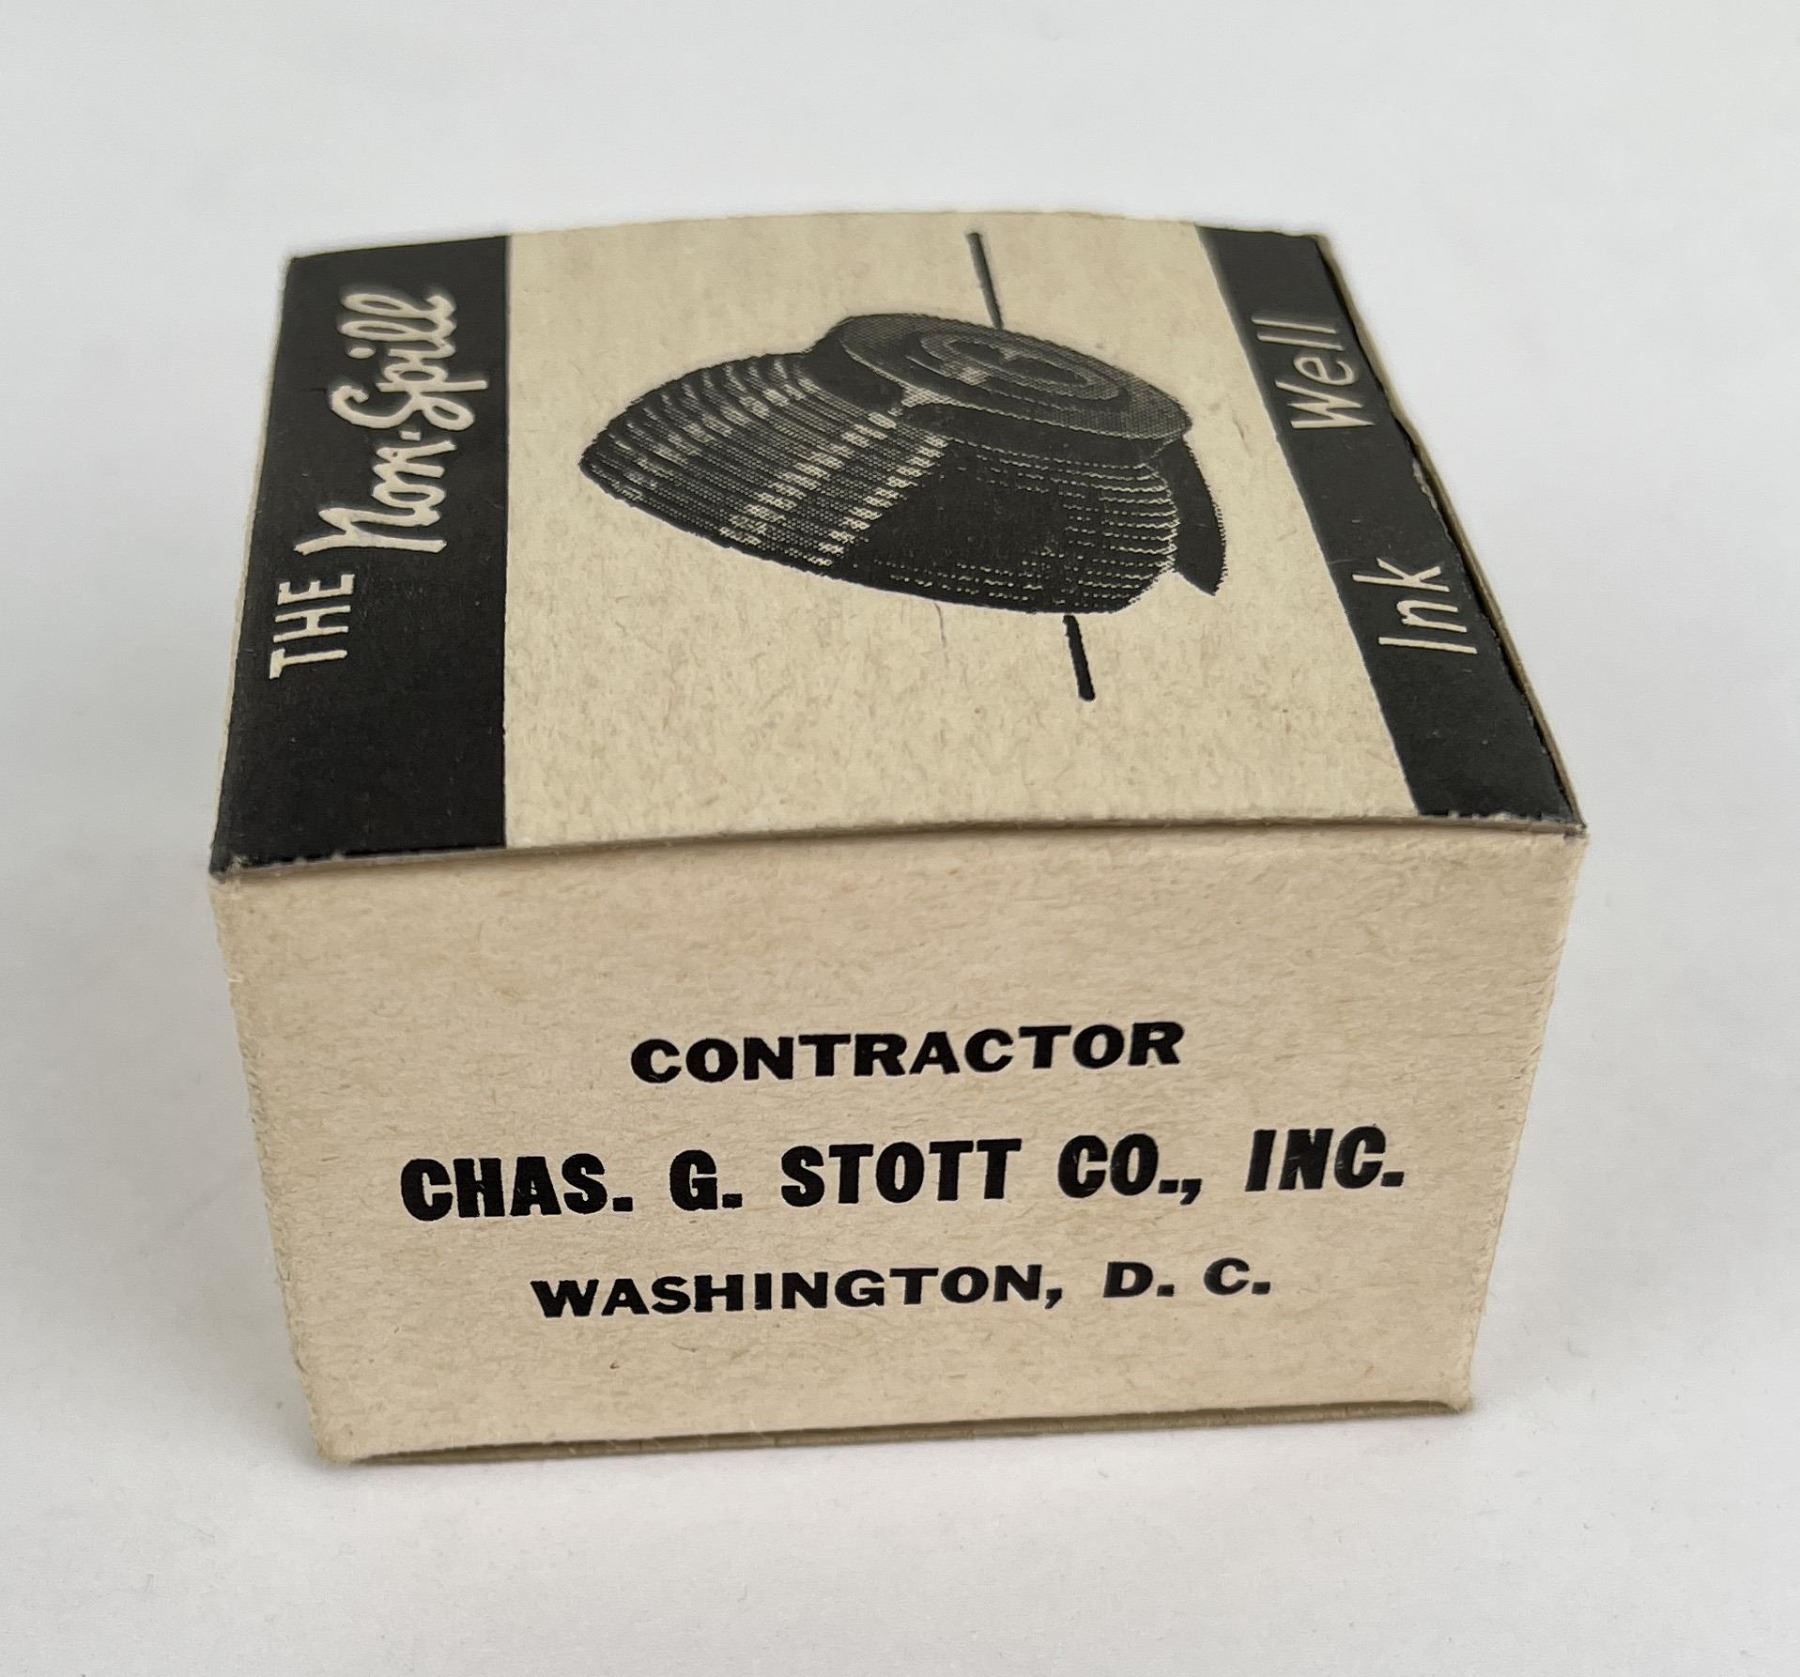 THE Non-Spill
Ink Well
CONTRACTOR
CHAS. G. STOTT CO., INC.
WASHINGTON, D. C.